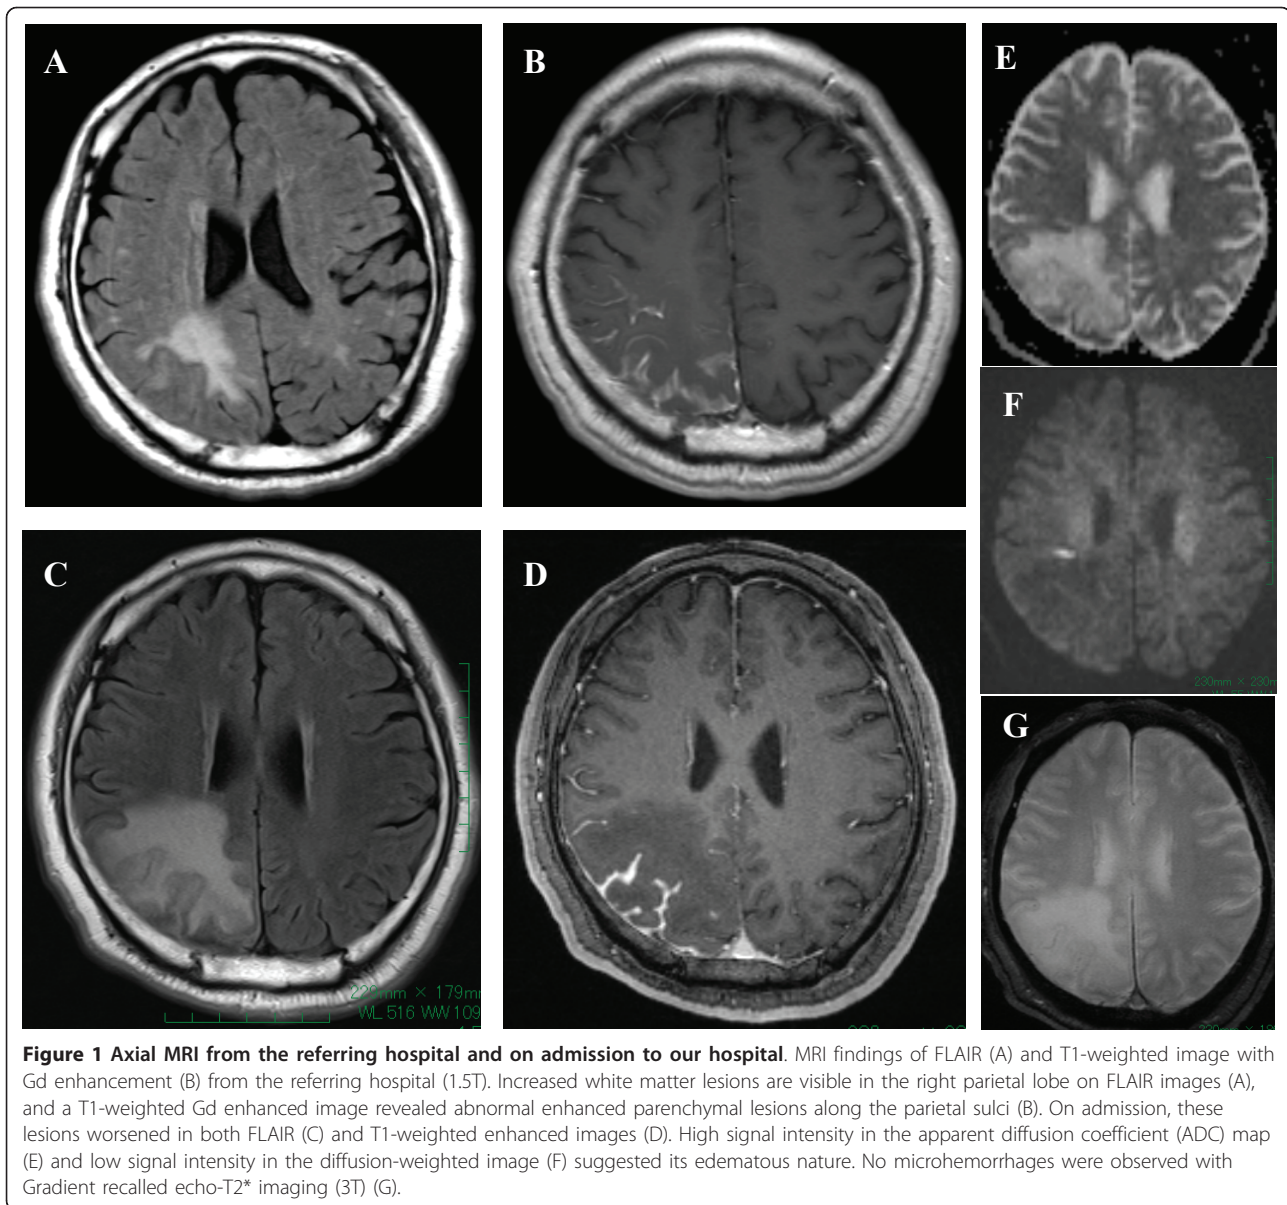 A
B
E
F
230mm × 230m
C
D
G
229mm × 179mm
WL 516 WW 109
Figure 1 Axial MRI from the referring hospital and on admission to our hospital. MRI findings of FLAIR (A) and T1-weighted image with
Gd enhancement (B) from the referring hospital (1.5T). Increased white matter lesions are visible in the right parietal lobe on FLAIR images (A),
and a T1-weighted Gd enhanced image revealed abnormal enhanced parenchymal lesions along the parietal sulci (B). On admission, these
lesions worsened in both FLAIR (C) and T1-weighted enhanced images (D). High signal intensity in the apparent diffusion coefficient (ADC) map
(E) and low signal intensity in the diffusion-weighted image (F) suggested its edematous nature. No microhemorrhages were observed with
Gradient recalled echo-T2* imaging (3T) (G).